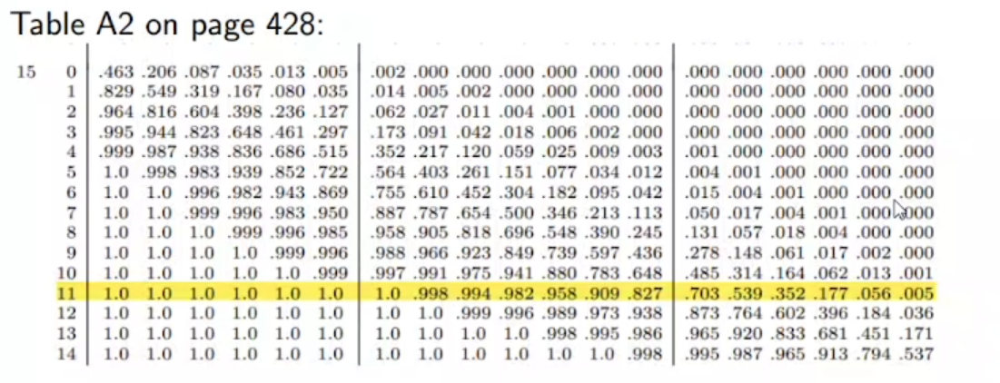 Table A2 on page 428:
15 0 .463 .206 .087 .035 .013 .005 .002 .000 .000 .000 .000 .000 .000 .000 .000 .000 .000 .000 .000
1 .829 .549 .319 .167 .080 .035 .014 .005 .002 .000 .000 .000 .000 .000 .000 .000 .000 .000 .000
2 .964 .816 .604 .398 .236 .127 .062 .027 .011 .004 .001 .000 .000 .000 .000 .000 .000 .000 .000
3 .995 .944 .823 .648 .461 .297 .173 .091 .042 .018 .006 .002 .000 .000 .000 .000 .000 .000 .000
4 .999 .987 .938 .836 .686 .515 .352 .217 .120 .059 .025 .009 .003 .001 .000 .000 .000 .000 .000
5 1.0 .998 .983 .939 .852 .722 .564 .403 .261 .151 .077 .034 .012 .004 .001 .000 .000 .000 .000
6 1.0 1.0 .996 .982 .943 .869 .755 .610 .452 .304 .182 .095 .042 .015 .004 .001 .000 .000 .000
7 1.0 1.0 .999 .996 .983 .950 .887 .787 .654 .500 .346 .213 .113 .050 .017 .004 .001 .000 .000
8 1.0 1.0 1.0 .999 .996 .985 .958 .905 .818 .696 .548 .390 .245 .131 .057 .018 .004 .000 .000
9 1.0 1.0 1.0 1.0 .999 .996 .988 .966 .923 .849 .739 .597 .436 .278 .148 .061 .017 .002 .000
10 1.0 1.0 1.0 1.0 1.0 .999 .997 .991 .975 .941 .880 .783 .648 .485 .314 .164 .062 .013 .001
11 1.0 1.0 1.0 1.0 1.0 1.0 1.0 .998 .994 .982 .958 .909 .827 .703 .539 .352 .177 .056 .005
12 1.0 1.0 1.0 1.0 1.0 1.0 1.0 1.0 .999 .996 .989 .973 .938 .873 .764 .602 .396 .184 .036
13 1.0 1.0 1.0 1.0 1.0 1.0 1.0 1.0 1.0 1.0 .998 .995 .986 .965 .920 .833 .681 .451 .171
14 1.0 1.0 1.0 1.0 1.0 1.0 1.0 1.0 1.0 1.0 1.0 1.0 .998 .995 .987 .965 .913 .794 .537